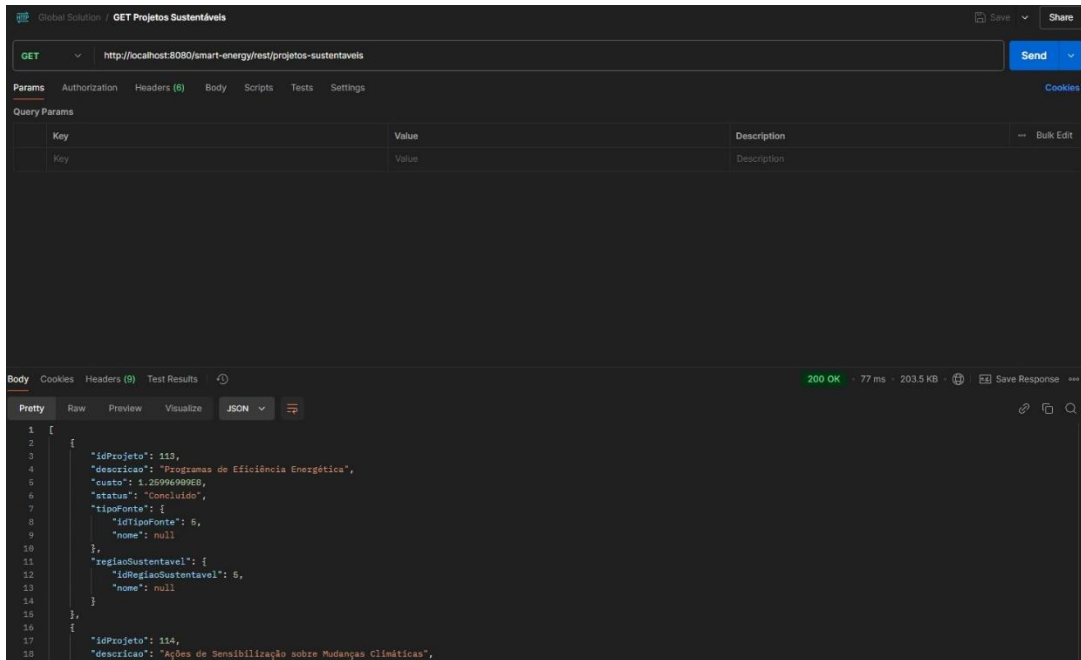 Global Solution / GET Projetos Sustentáveis Save Share
GET http://localhost:8080/smart-energy/rest/projetos-sustentaveis Send
Params Authorization Headers (6) Body Scripts Tests Settings Cookies
Query Params
Key Value Description Bulk Edit
Key Value Description
Body Cookies Headers (9) Test Results 200 OK 77 ms 203.5 KB Save Response
Pretty Raw Preview Visualize JSON
1 [
2 {
3 "idProjeto": 113,
4 "descricao": "Programas de Eficiência Energética",
5 "custo": 1.25996909E8,
6 "status": "Concluido",
7 "tipoFonte": {
8 "idTipoFonte": 5,
9 "nome": null
10 },
11 "regiaoSustentavel": {
12 "idRegiaoSustentavel": 5,
13 "nome": null
14 }
15 },
16 {
17 "idProjeto": 114,
18 "descricao": "Ações de Sensibilização sobre Mudanças Climáticas",